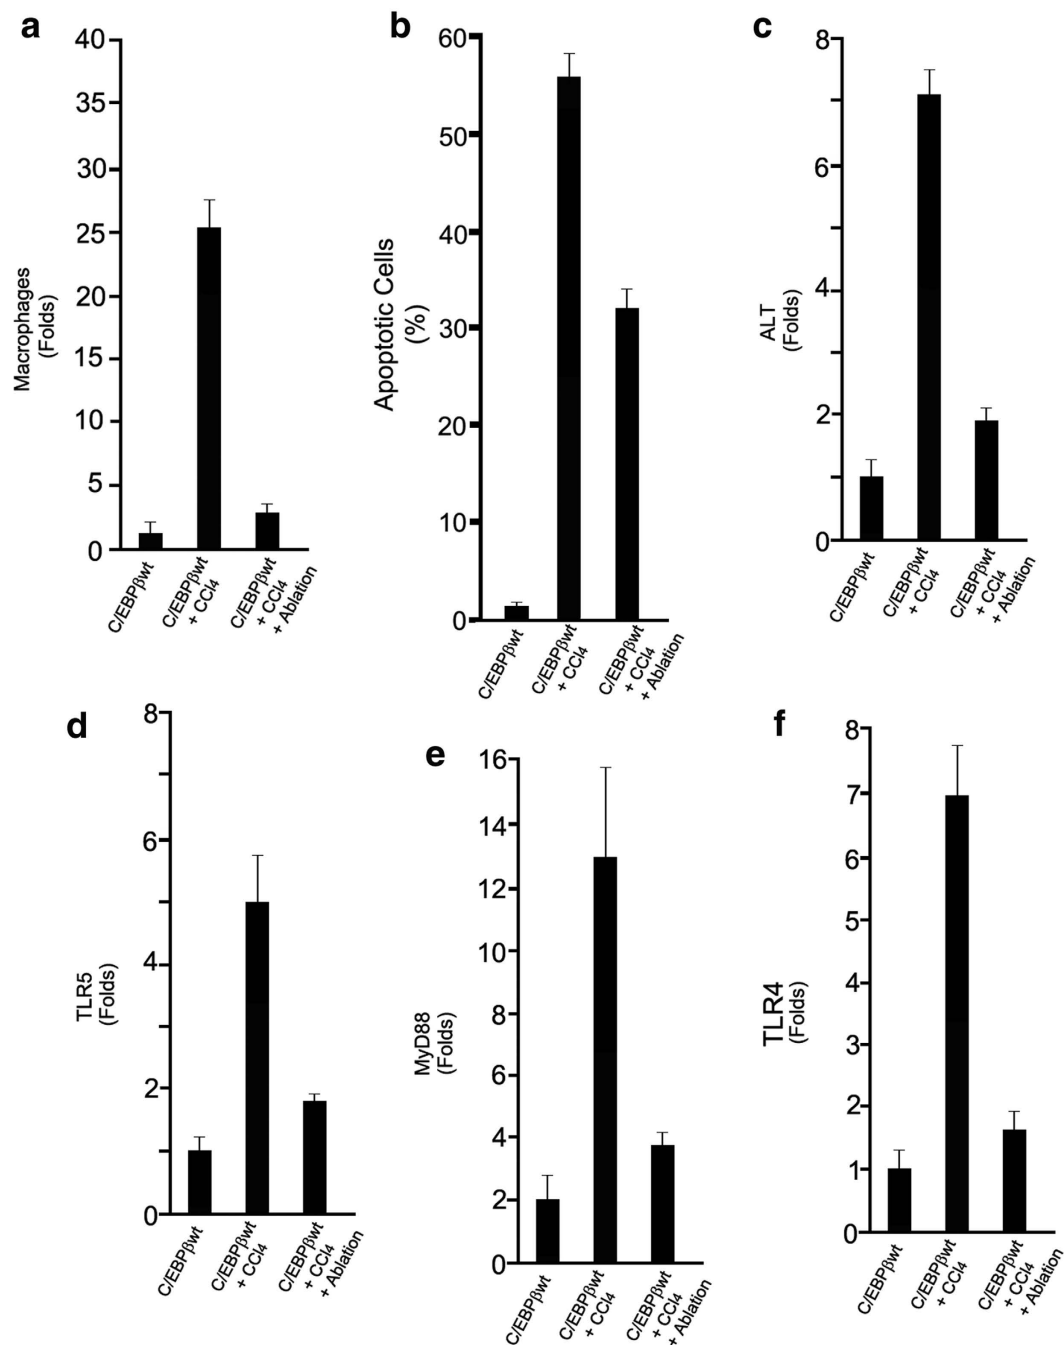 a
40
35
30
25
20
15
10
5
0
Macrophages
(Folds)
C/EBPβwt
C/EBPβwt
+ CCl4
C/EBPβwt
+ CCl4
+ Ablation
b
60
50
40
30
20
10
0
Apoptotic Cells
(%)
C/EBPβwt
C/EBPβwt
+ CCl4
C/EBPβwt
+ CCl4
+ Ablation
c
8
6
4
2
0
ALT
(Folds)
C/EBPβwt
C/EBPβwt
+ CCl4
C/EBPβwt
+ CCl4
+ Ablation
d
8
6
4
2
0
TLR5
(Folds)
C/EBPβwt
C/EBPβwt
+ CCl4
C/EBPβwt
+ CCl4
+ Ablation
e
16
14
12
10
8
6
4
2
0
MyD88
(Folds)
C/EBPβwt
C/EBPβwt
+ CCl4
C/EBPβwt
+ CCl4
+ Ablation
f
8
7
6
5
4
3
2
1
0
TLR4
(Folds)
C/EBPβwt
C/EBPβwt
+ CCl4
C/EBPβwt
+ CCl4
+ Ablation